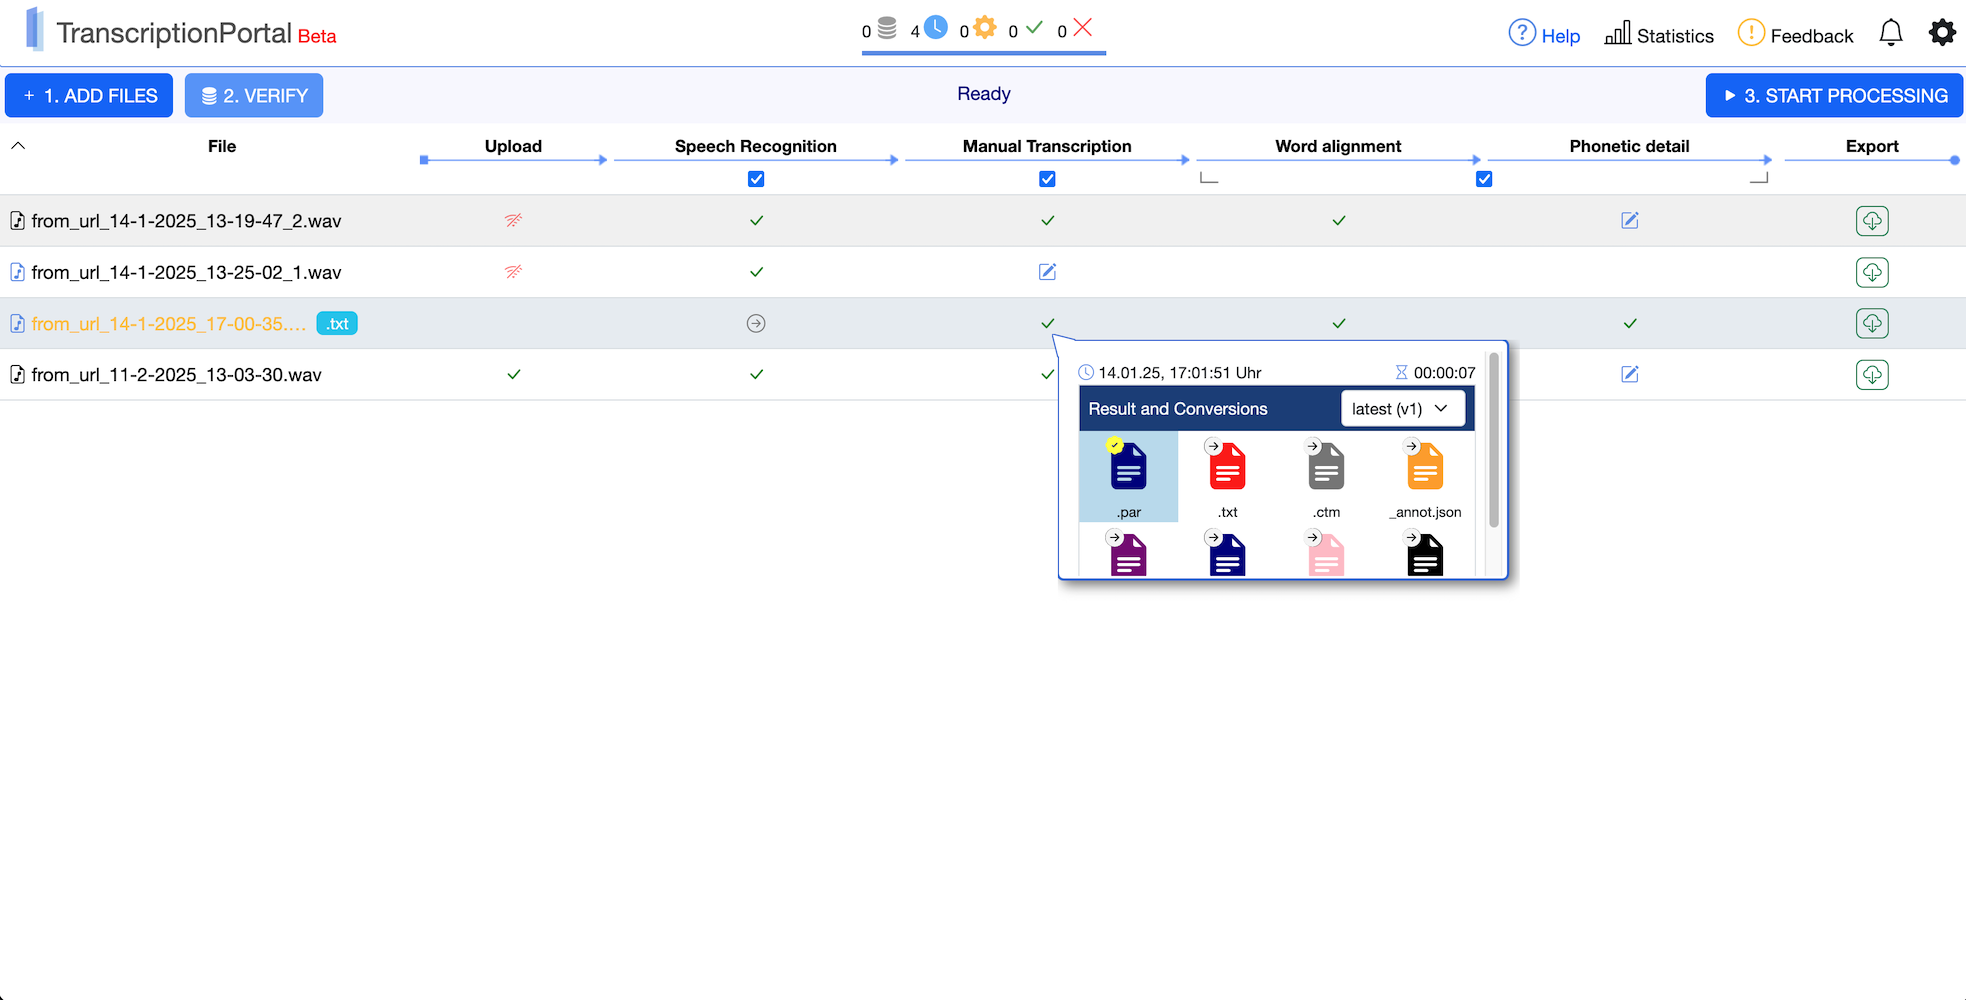 TranscriptionPortal Beta
0 4 0 0 0
? Help Statistics ! Feedback
+ 1. ADD FILES 2. VERIFY Ready 3. START PROCESSING
File Upload Speech Recognition Manual Transcription Word alignment Phonetic detail Export
from_url_14-1-2025_13-19-47_2.wav
from_url_14-1-2025_13-25-02_1.wav
from_url_14-1-2025_17-00-35.... .txt
from_url_11-2-2025_13-03-30.wav
14.01.25, 17:01:51 Uhr 00:00:07
Result and Conversions latest (v1)
.par .txt .ctm _annot.json